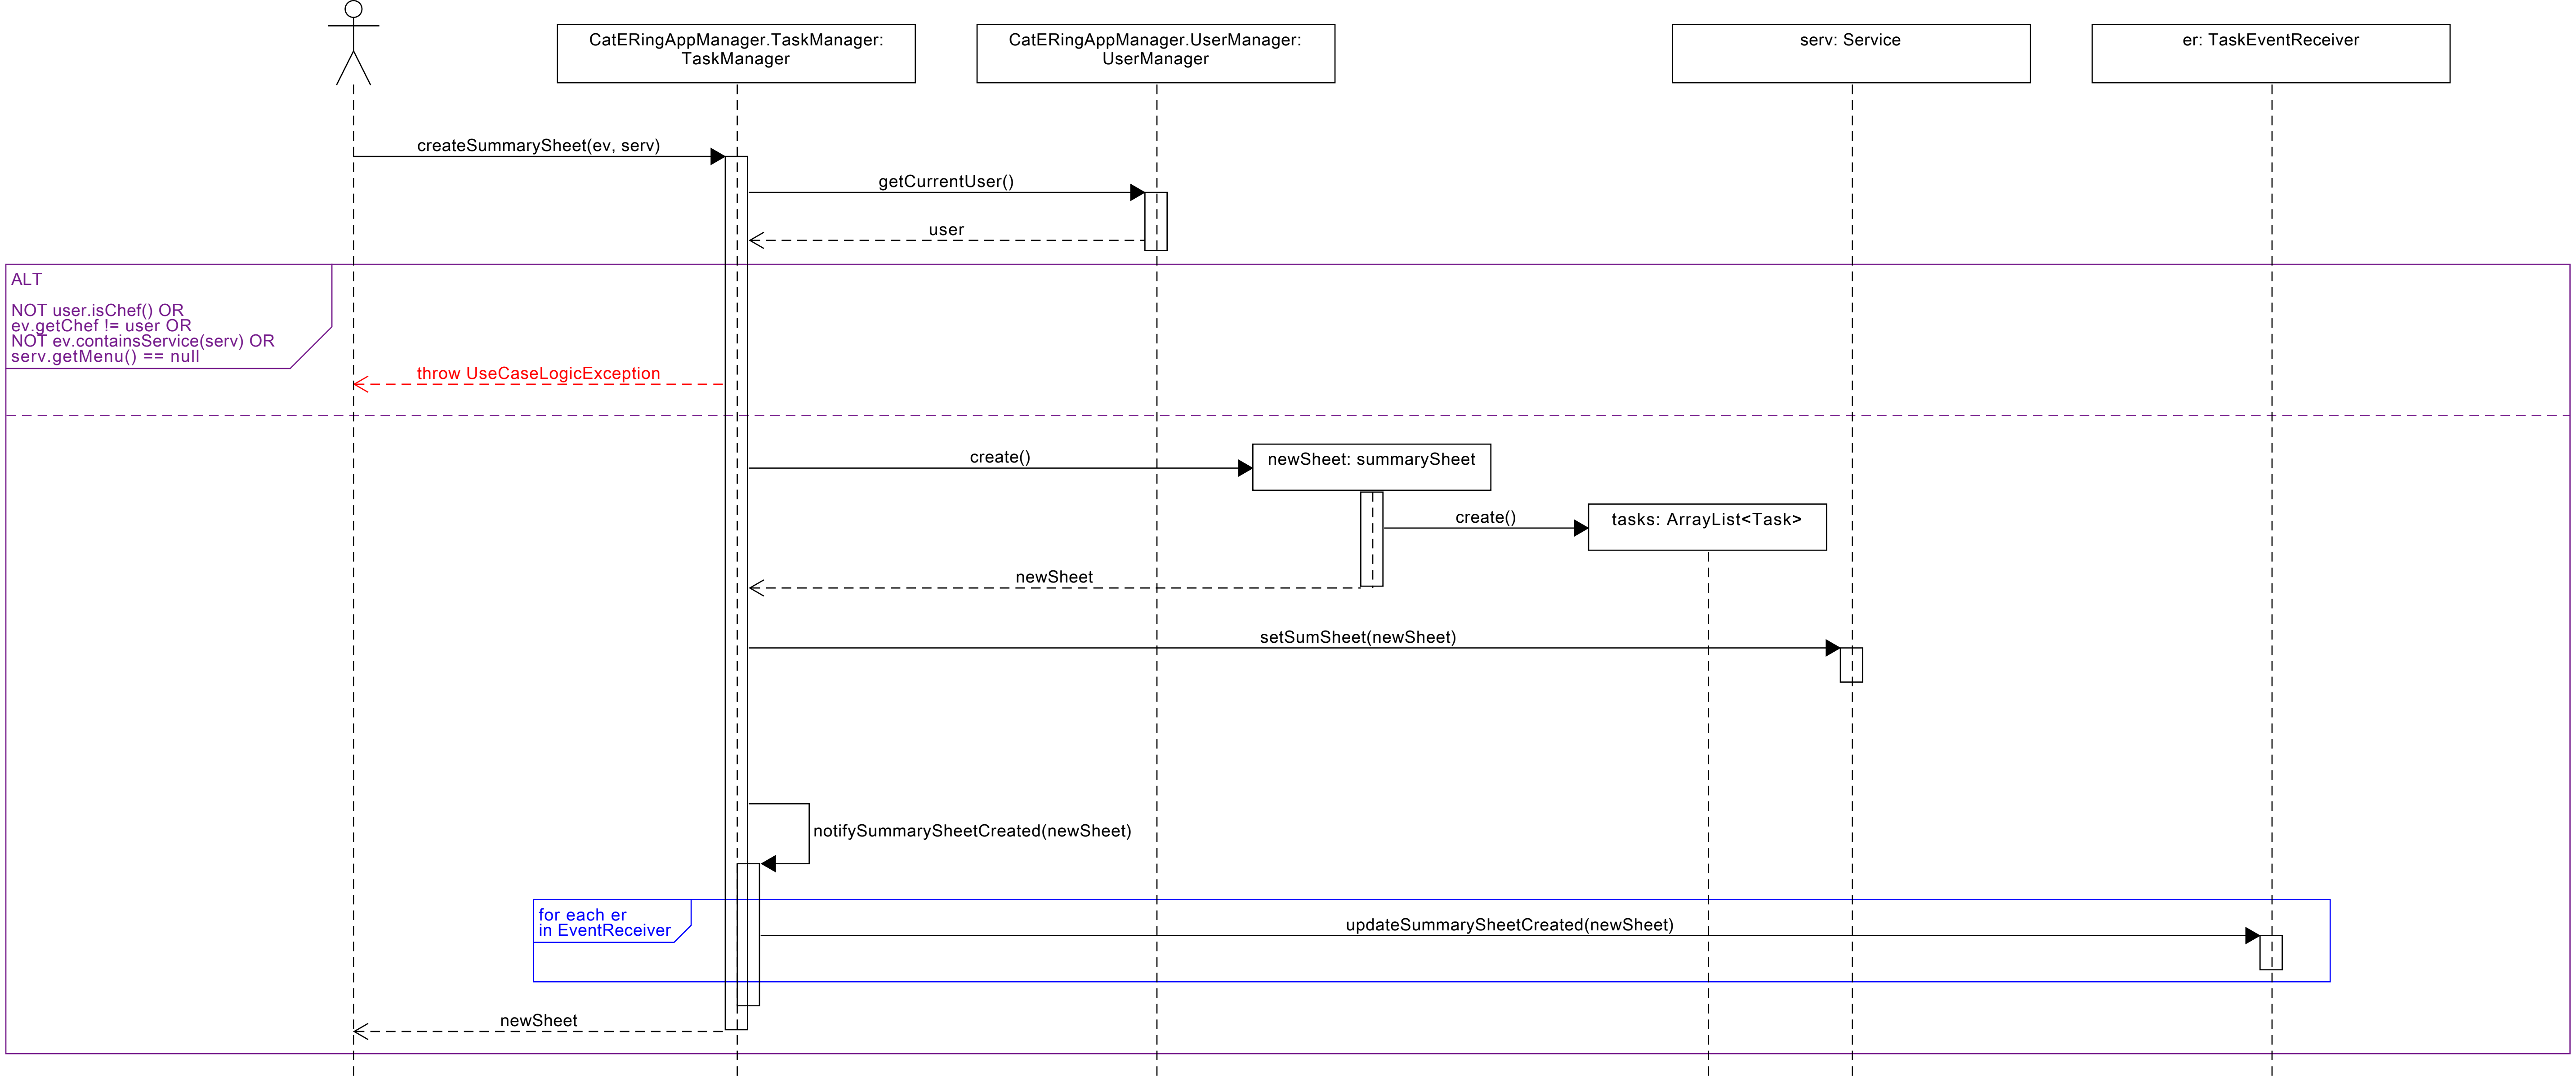 CatERingAppManager.TaskManager:
TaskManager
CatERingAppManager.UserManager:
UserManager
serv: Service
er: TaskEventReceiver
createSummarySheet(ev, serv)
getCurrentUser()
user
ALT
NOT user.isChef() OR
ev.getChef != user OR
NOT ev.containsService(serv) OR
serv.getMenu() == null
throw UseCaseLogicException
create()
newSheet: summarySheet
create()
tasks: ArrayList<Task>
newSheet
setSumSheet(newSheet)
notifySummarySheetCreated(newSheet)
for each er
in EventReceiver
updateSummarySheetCreated(newSheet)
newSheet